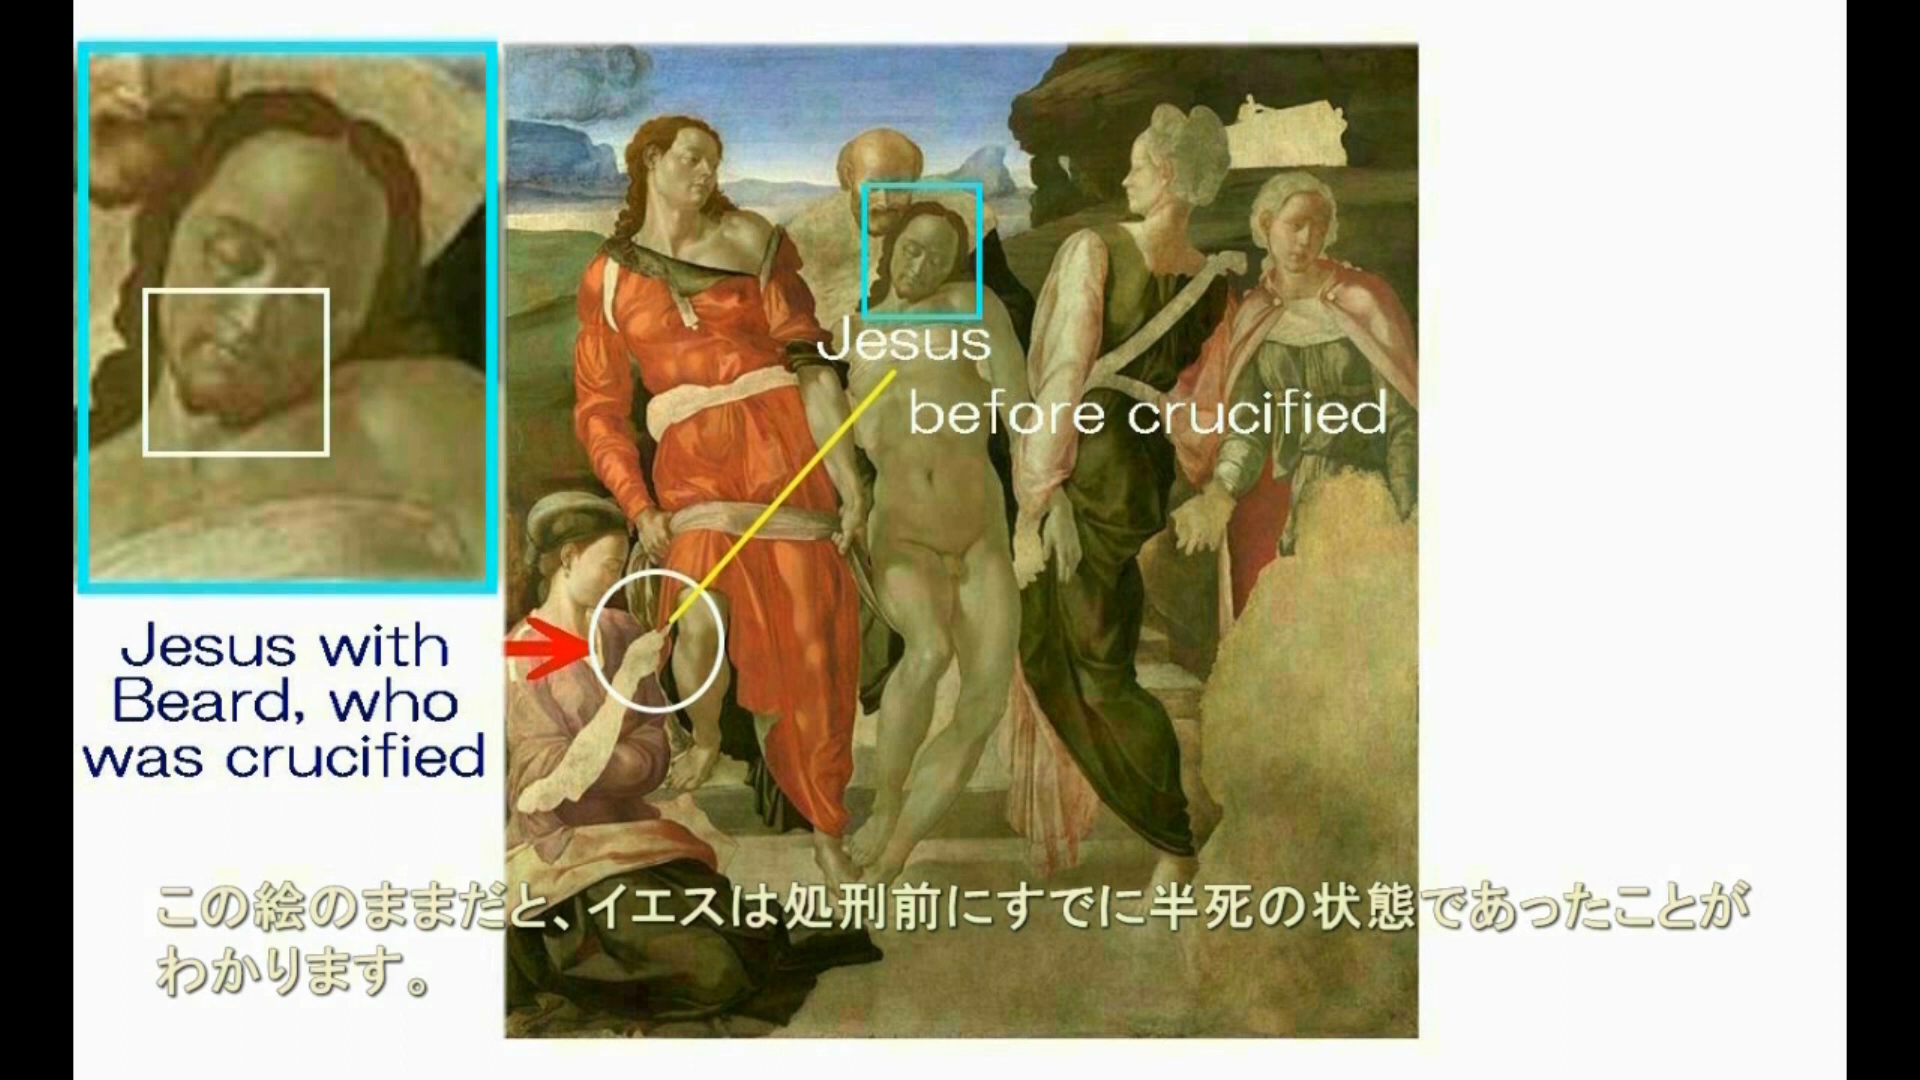 Jesus
before crucified
Jesus with
Beard, who
was crucified
この絵のままだと、イエスは処刑前にすでに半死の状態であったことが
わかります。